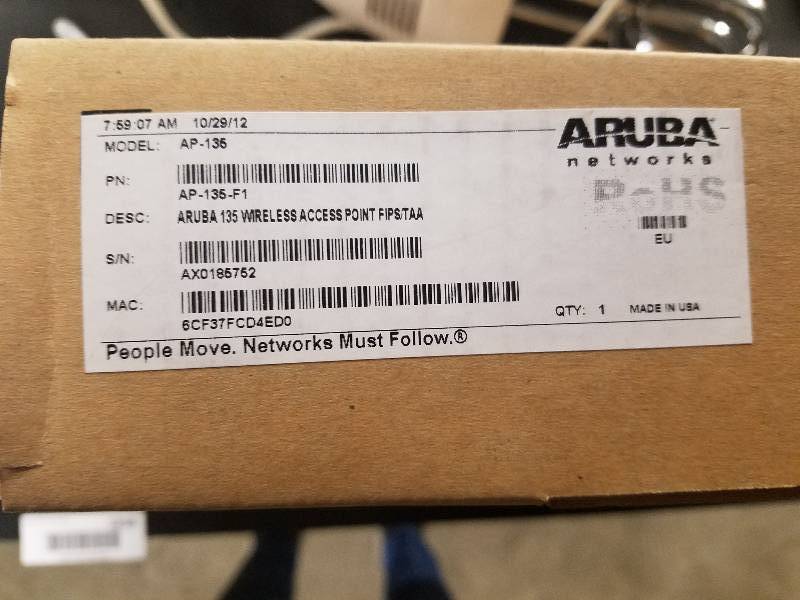 7:59:07 AM 10/29/12
ARUBA
networks
MODEL: AP-135
PN:
AP-135-F1
RoHS
EU
DESC: ARUBA 135 WIRELESS ACCESS POINT FIPS/TAA
S/N:
AX0185752
MAC:
6CF37FCD4ED0
QTY: 1 MADE IN USA
People Move. Networks Must Follow.®